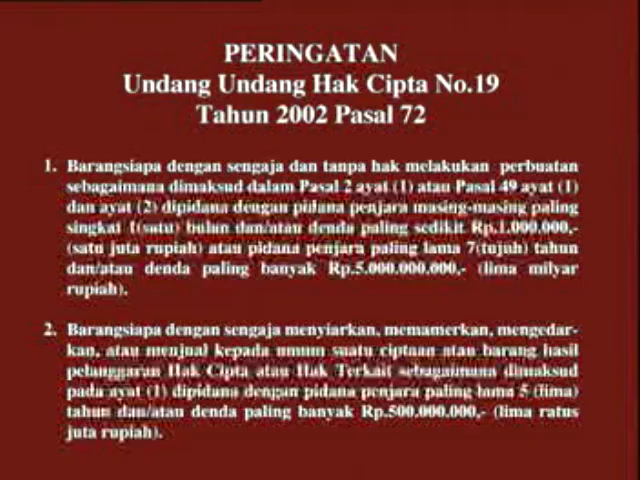 PERINGATAN
Undang Undang Hak Cipta No.19
Tahun 2002 Pasal 72
1. Barangsiapa dengan sengaja dan tanpa hak melakukan perbuatan
sebagaimana dimaksud dalam Pasal 2 ayat (1) atau Pasal 49 ayat (1)
dan ayat (2) dipidana dengan pidana penjara masing-masing paling
singkat 1(satu) bulan dan/atau denda paling sedikit Rp.1.000.000,-
(satu juta rupiah) atau pidana penjara paling lama 7(tujuh) tahun
dan/atau denda paling banyak Rp.5.000.000.000,- (lima milyar
rupiah).
2. Barangsiapa dengan sengaja menyiarkan, memamerkan, mengedar-
kan, atau menjual kepada umum suatu ciptaan atau barang hasil
pelanggaran Hak Cipta atau Hak Terkait sebagaimana dimaksud
pada ayat (1) dipidana dengan pidana penjara paling lama 5 (lima)
tahun dan/atau denda paling banyak Rp.500.000.000,- (lima ratus
juta rupiah).